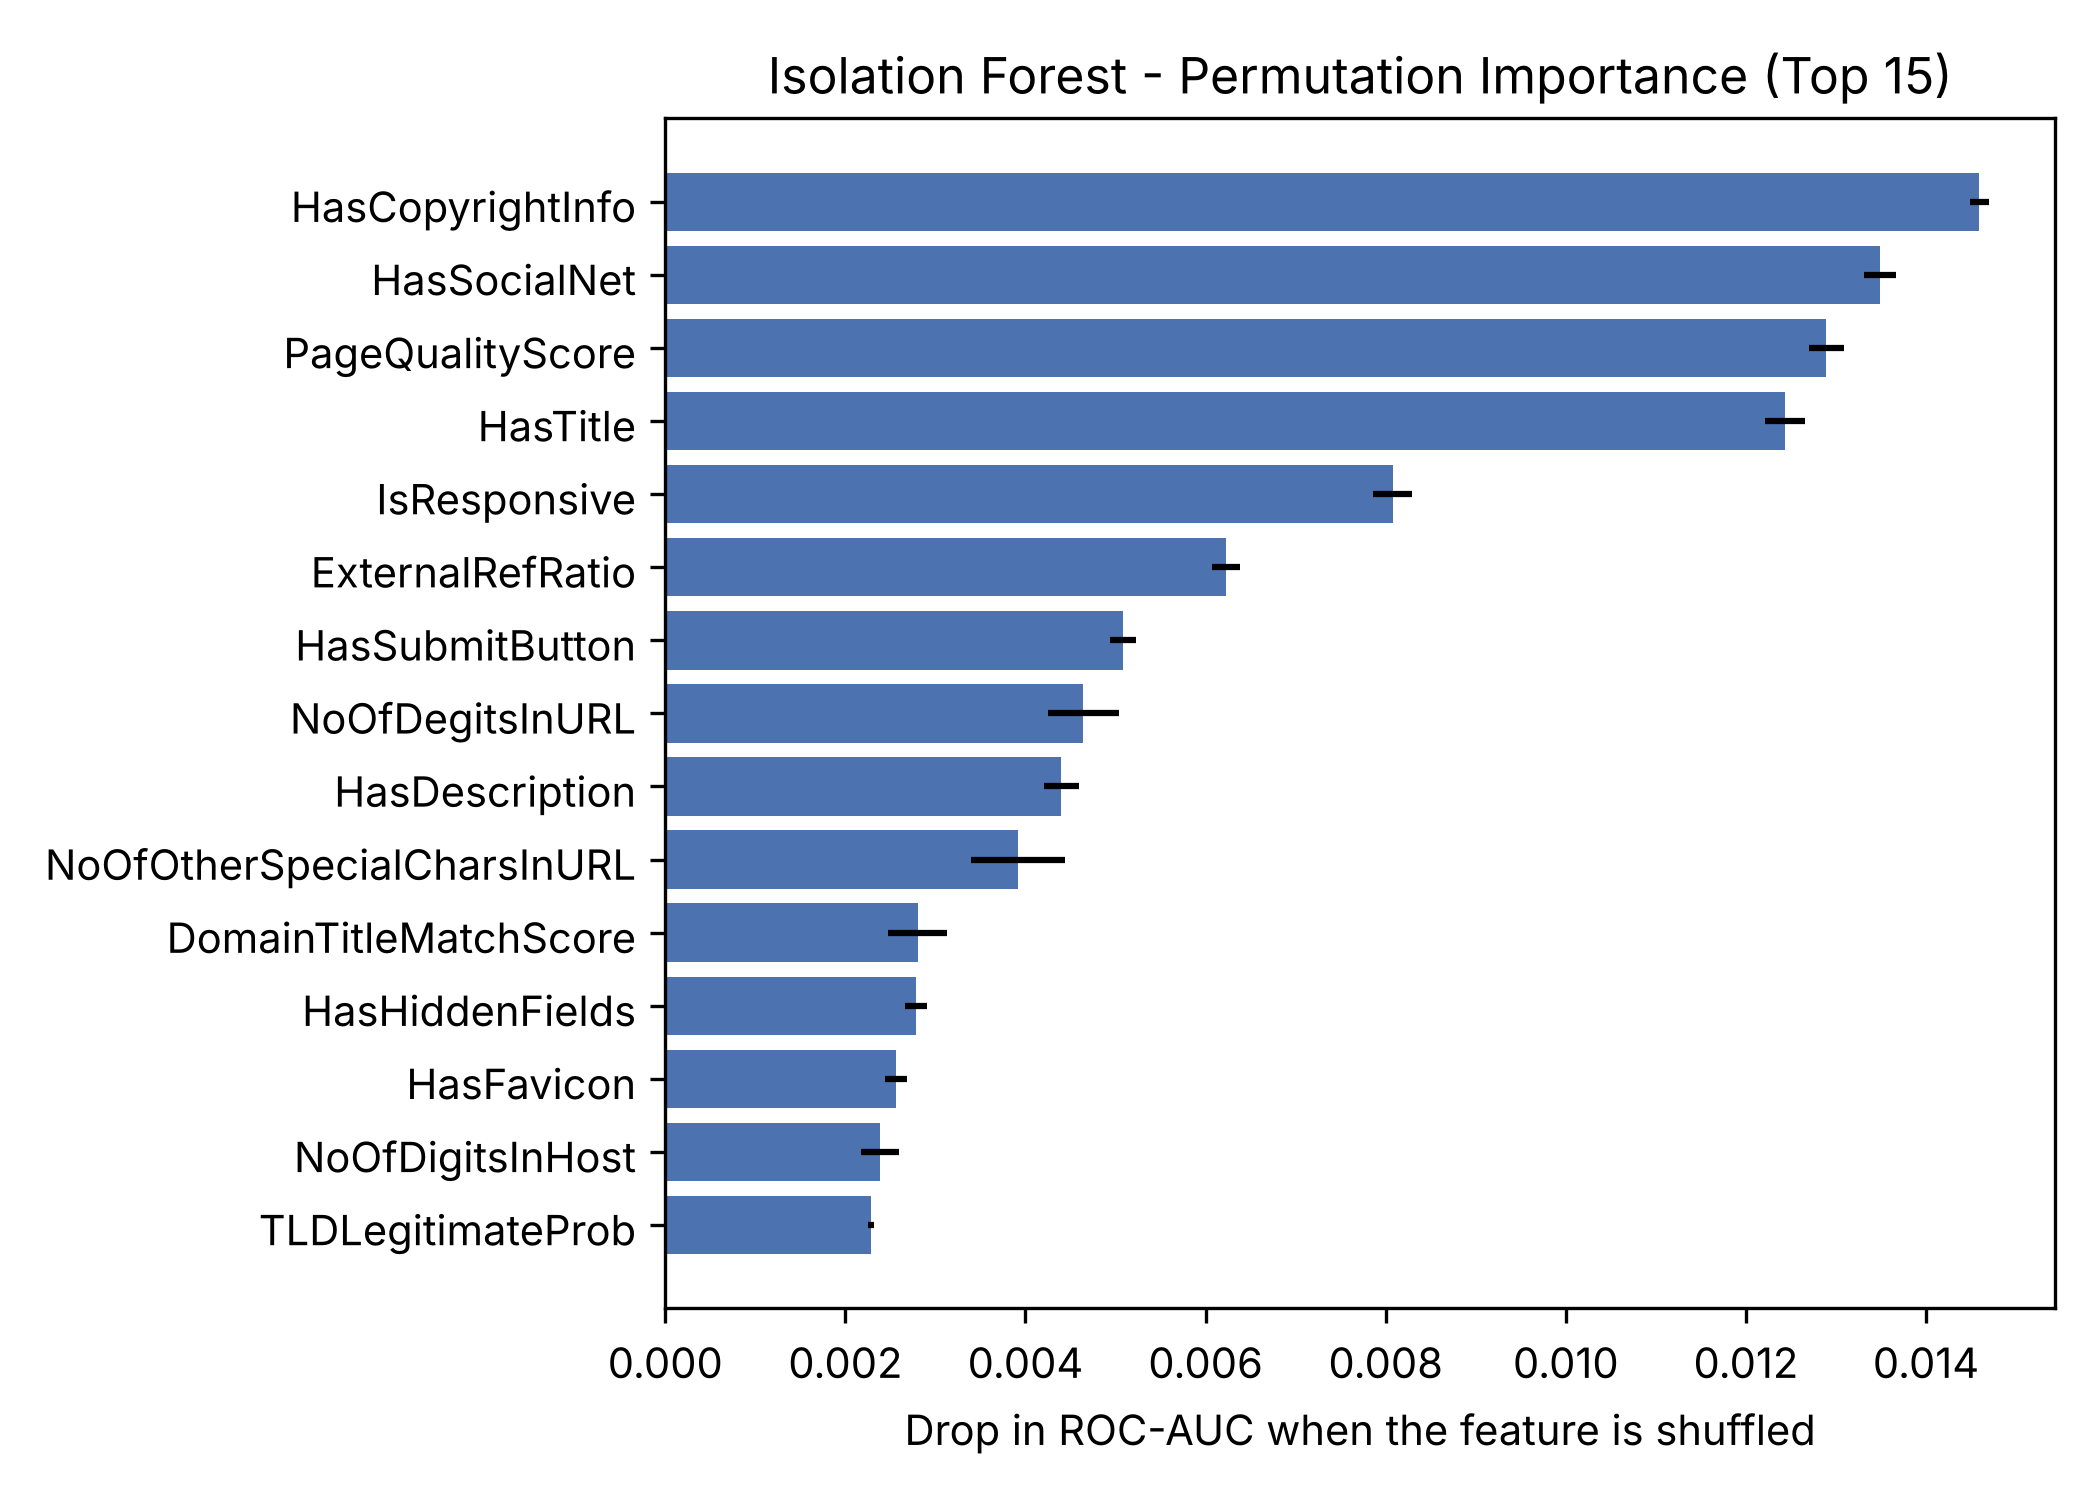 Isolation Forest - Permutation Importance (Top 15)
HasCopyrightInfo
HasSocialNet
PageQualityScore
HasTitle
IsResponsive
ExternalRefRatio
HasSubmitButton
NoOfDegitsInURL
HasDescription
NoOfOtherSpecialCharsInURL
DomainTitleMatchScore
HasHiddenFields
HasFavicon
NoOfDigitsInHost
TLDLegitimateProb
0.000 0.002 0.004 0.006 0.008 0.010 0.012 0.014
Drop in ROC-AUC when the feature is shuffled